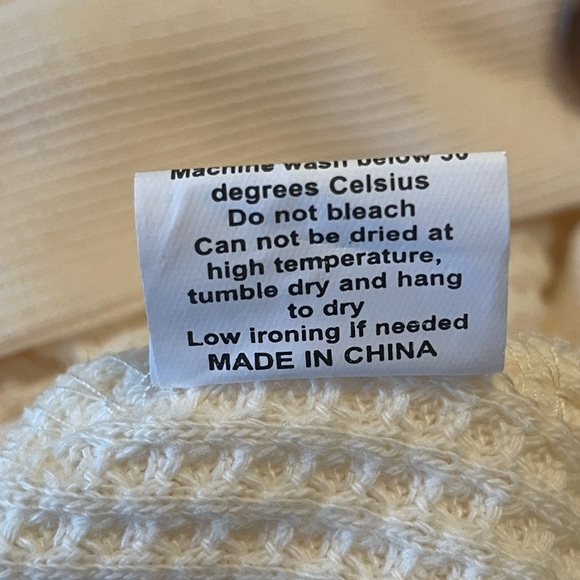 Machine wash below 30
degrees Celsius
Do not bleach
Can not be dried at
high temperature,
tumble dry and hang
to dry
Low ironing if needed
MADE IN CHINA